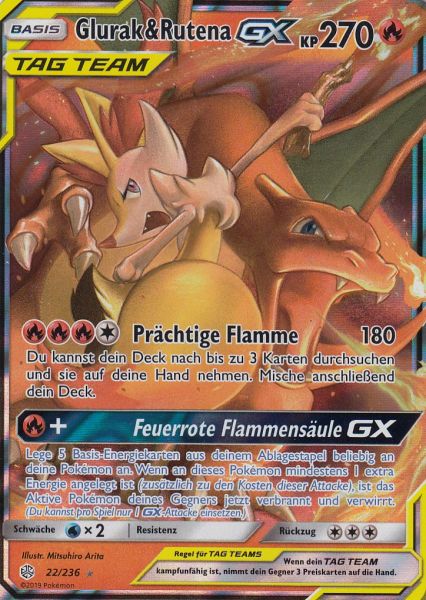 BASIS Glurak&Rutena GX KP270
TAG TEAM
Prächtige Flamme 180
Du kannst dein Deck nach bis zu 3 Karten durchsuchen
und sie auf deine Hand nehmen. Mische anschließend
dein Deck.
+ Feuerrote Flammensäule GX
Lege 5 Basis-Energiekarten aus deinem Ablagestapel beliebig an
deine Pokémon an. Wenn an dieses Pokémon mindestens 1 extra
Energie angelegt ist (zusätzlich zu den Kosten dieser Attacke), ist
das Aktive Pokémon deines Gegners jetzt verbrannt und verwirrt.
(Du kannst pro Spiel nur 1 GX-Attacke einsetzen.)
Schwäche ×2 Resistenz Rückzug
Illustr. Mitsuhiro Arita
22/236
©2019 Pokémon
Regel für TAG TEAMS
Wenn dein TAG TEAM
kampfunfähig ist, nimmt dein Gegner 3 Preiskarten auf die Hand.